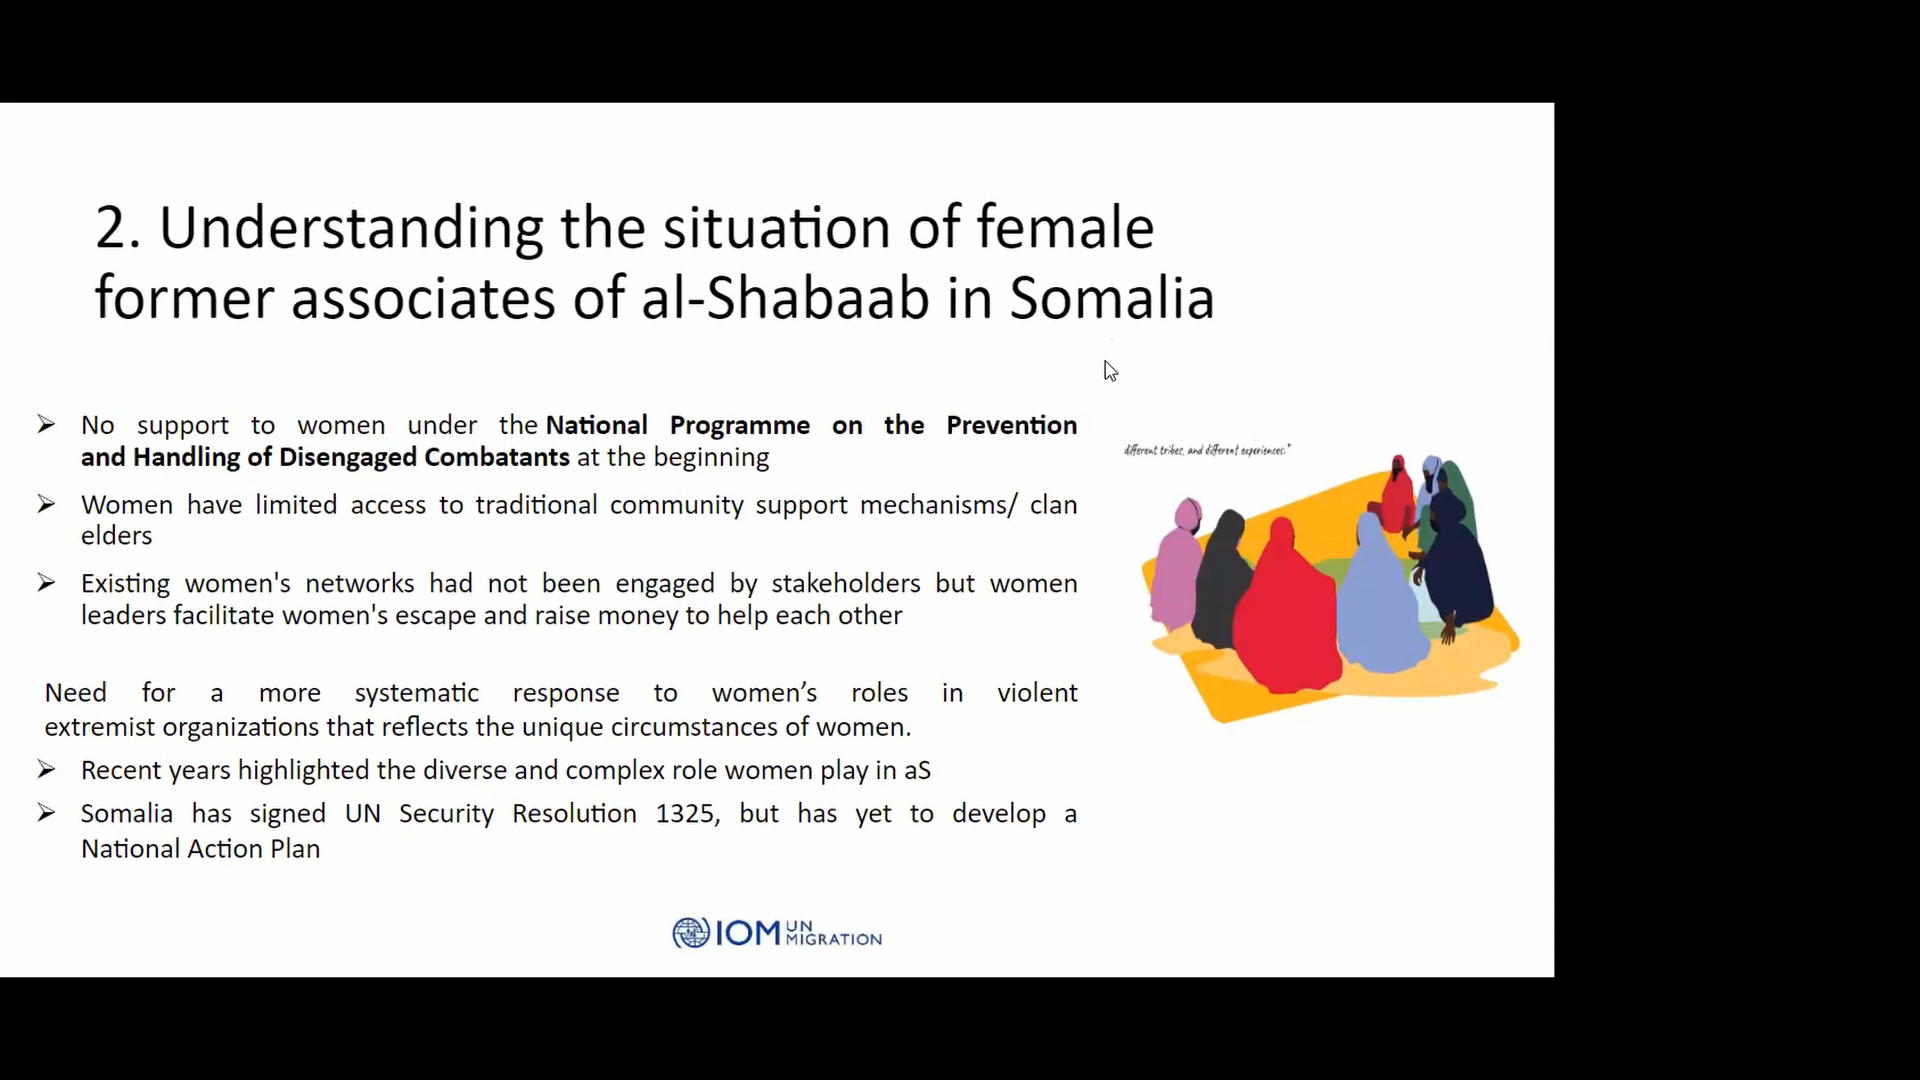 2. Understanding the situation of female
former associates of al-Shabaab in Somalia
No support to women under the National Programme on the Prevention
and Handling of Disengaged Combatants at the beginning
Women have limited access to traditional community support mechanisms/ clan
elders
Existing women's networks had not been engaged by stakeholders but women
leaders facilitate women's escape and raise money to help each other
Need for a more systematic response to women’s roles in violent
extremist organizations that reflects the unique circumstances of women.
Recent years highlighted the diverse and complex role women play in aS
Somalia has signed UN Security Resolution 1325, but has yet to develop a
National Action Plan
different tribes, and different experiences."
IOM UN
MIGRATION